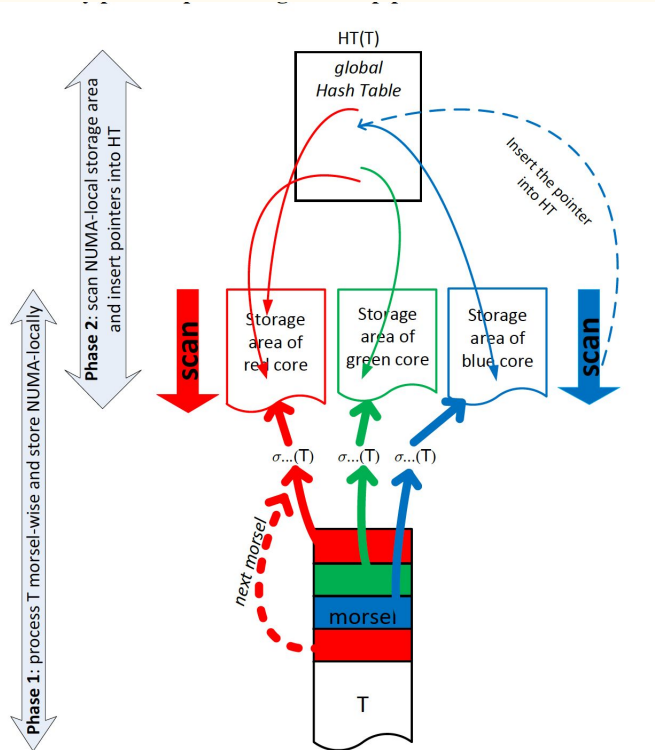 HT(T)
global
Hash Table
Insert the pointer
into HT
Phase 2: scan NUMA-local storage area
and insert pointers into HT
Phase 1: process T morsel-wise and store NUMA-locally
scan
Storage
area of
red core
Storage
area of
green core
Storage
area of
blue core
scan
σ...(T)
σ...(T)
σ...(T)
next morsel
morsel
T